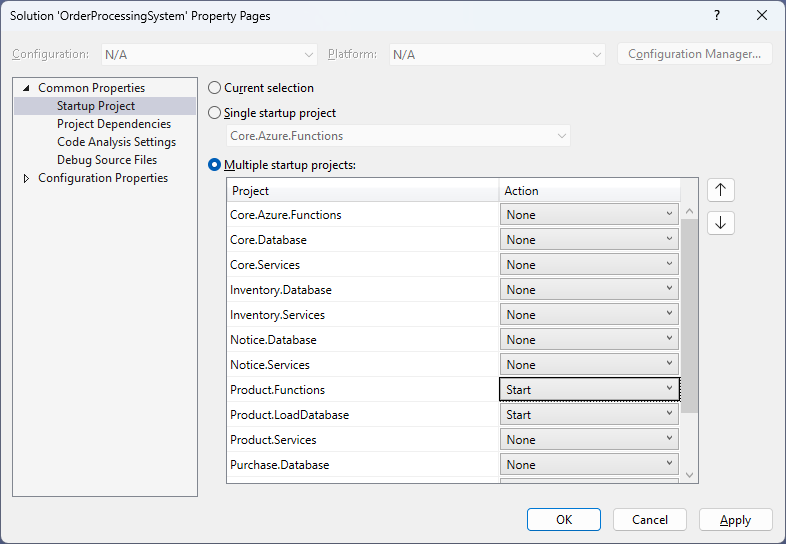 Solution 'OrderProcessingSystem' Property Pages
?
Configuration: N/A Platform: N/A Configuration Manager...
Common Properties
Startup Project
Project Dependencies
Code Analysis Settings
Debug Source Files
Configuration Properties
Current selection
Single startup project
Core.Azure.Functions
Multiple startup projects:
Project Action
Core.Azure.Functions None
Core.Database None
Core.Services None
Inventory.Database None
Inventory.Services None
Notice.Database None
Notice.Services None
Product.Functions Start
Product.LoadDatabase Start
Product.Services None
Purchase.Database None
OK Cancel Apply